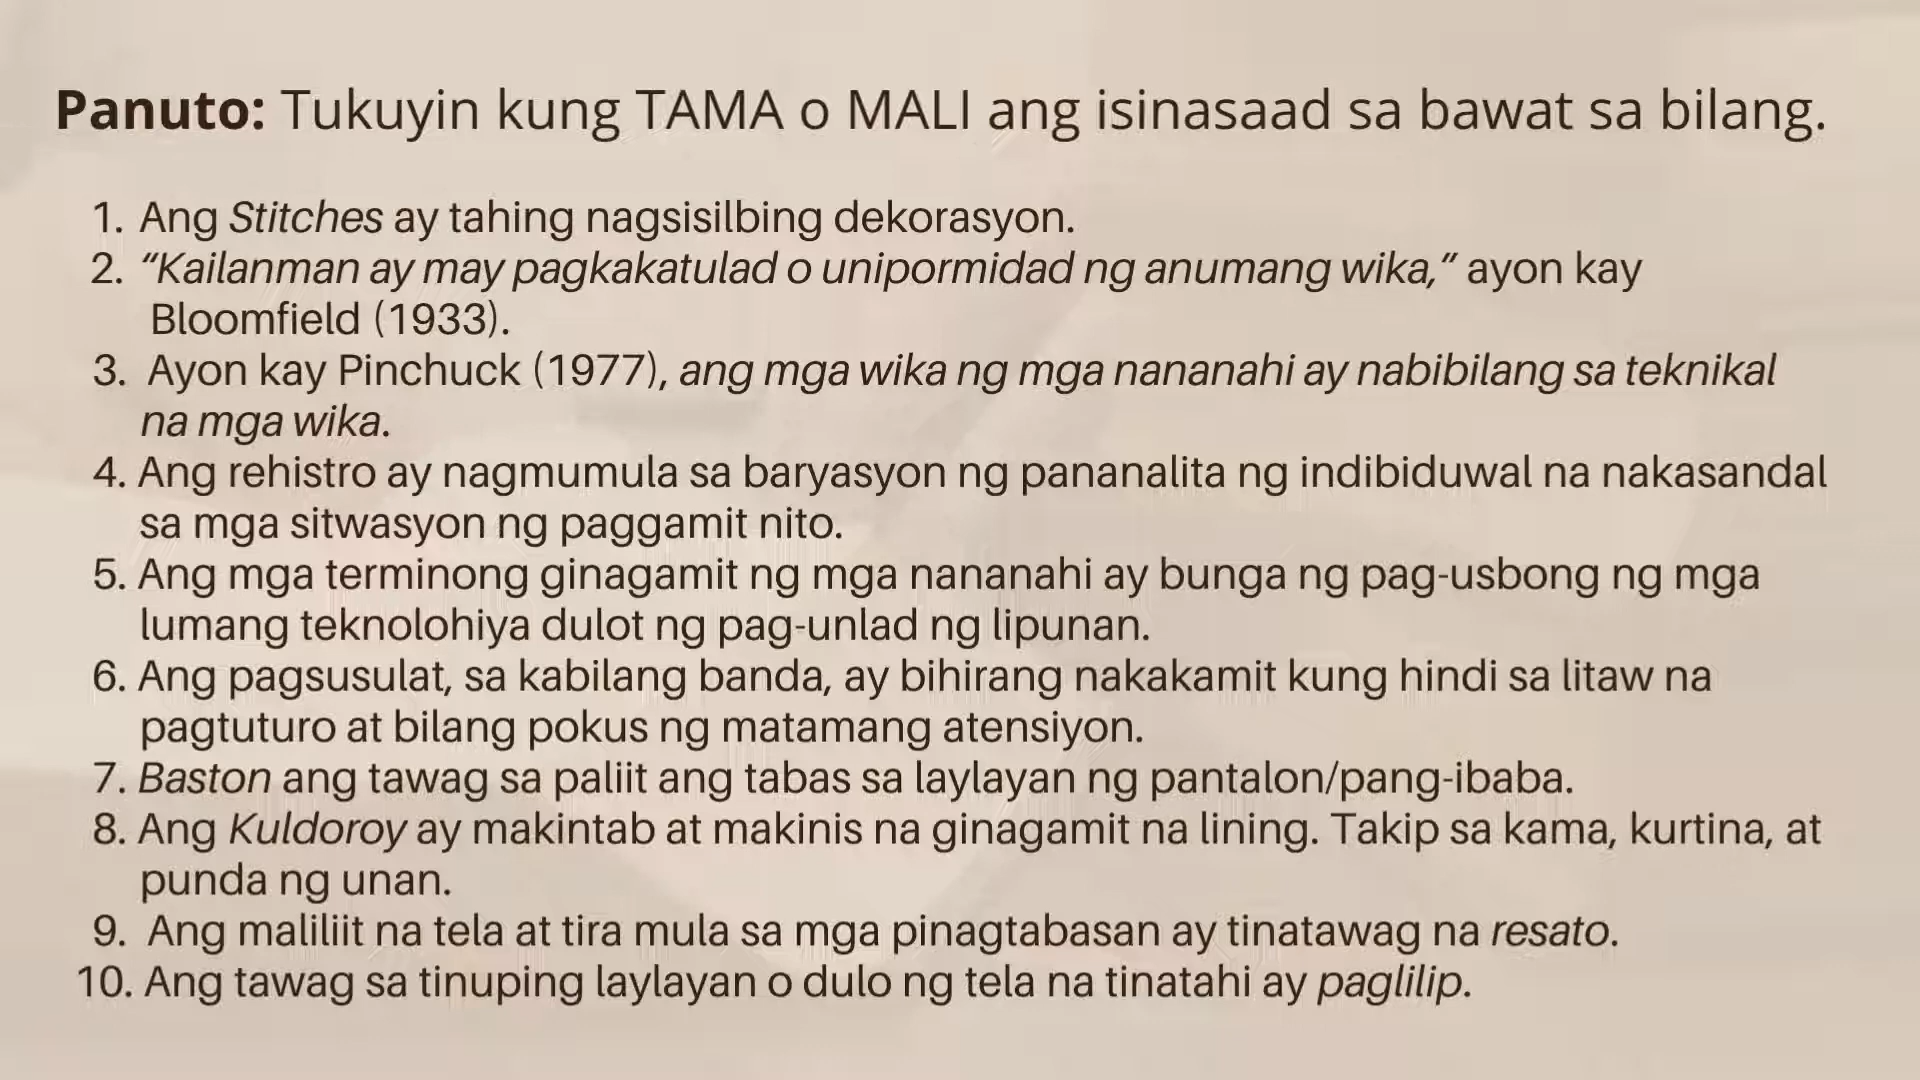 Panuto: Tukuyin kung TAMA o MALI ang isinasaad sa bawat sa bilang.
1. Ang Stitches ay tahing nagsisilbing dekorasyon.
2. “Kailanman ay may pagkakatulad o unipormidad ng anumang wika,” ayon kay
Bloomfield (1933).
3. Ayon kay Pinchuck (1977), ang mga wika ng mga nananahi ay nabibilang sa teknikal
na mga wika.
4. Ang rehistro ay nagmumula sa baryasyon ng pananalita ng indibiduwal na nakasandal
sa mga sitwasyon ng paggamit nito.
5. Ang mga terminong ginagamit ng mga nananahi ay bunga ng pag-usbong ng mga
lumang teknolohiya dulot ng pag-unlad ng lipunan.
6. Ang pagsusulat, sa kabilang banda, ay bihirang nakakamit kung hindi sa litaw na
pagtuturo at bilang pokus ng matamang atensiyon.
7. Baston ang tawag sa paliit ang tabas sa laylayan ng pantalon/pang-ibaba.
8. Ang Kuldoroy ay makintab at makinis na ginagamit na lining. Takip sa kama, kurtina, at
punda ng unan.
9. Ang maliliit na tela at tira mula sa mga pinagtabasan ay tinatawag na resato.
10. Ang tawag sa tinuping laylayan o dulo ng tela na tinatahi ay paglilip.